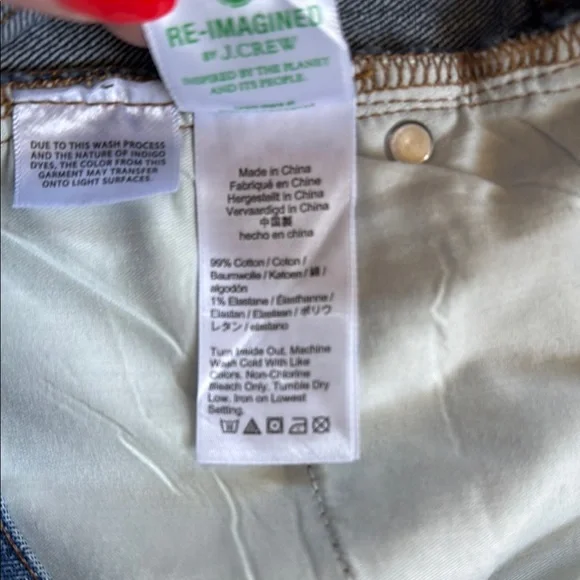 RE-IMAGINED
BY J.CREW
INSPIRED BY THE PLANET
AND ITS PEOPLE.
DUE TO THIS WASH PROCESS
AND THE NATURE OF INDIGO
DYES, THE COLOR FROM THIS
GARMENT MAY TRANSFER
ONTO LIGHT SURFACES.
Made in China
Fabriqué en Chine
Hergestellt in China
Vervaardigd in China
中国製
hecho en china
99% Cotton / Coton /
Baumwolle / Katoen / 綿 /
algodón
1% Elastane / Élasthanne /
Elastan / Elastaan / ポリウ
レタン / elastano
Turn Inside Out. Machine
Wash Cold With Like
Colors. Non-Chlorine
Bleach Only. Tumble Dry
Low. Iron on Lowest
Setting.